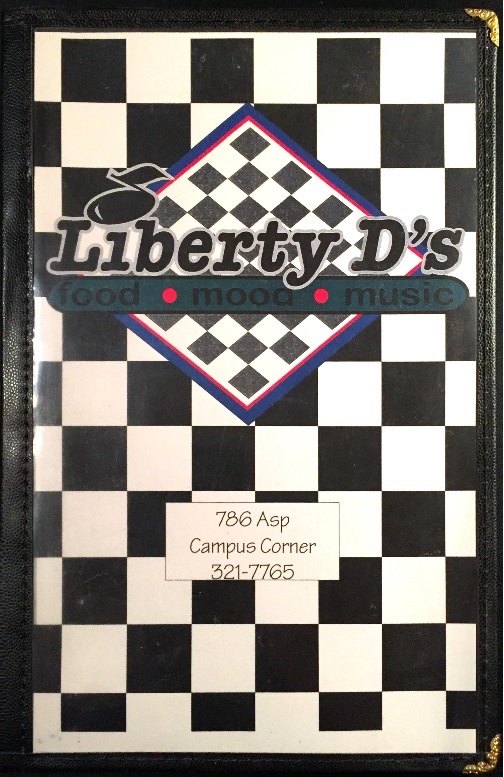 Liberty D's
food • mood • music
786 Asp
Campus Corner
321-7765